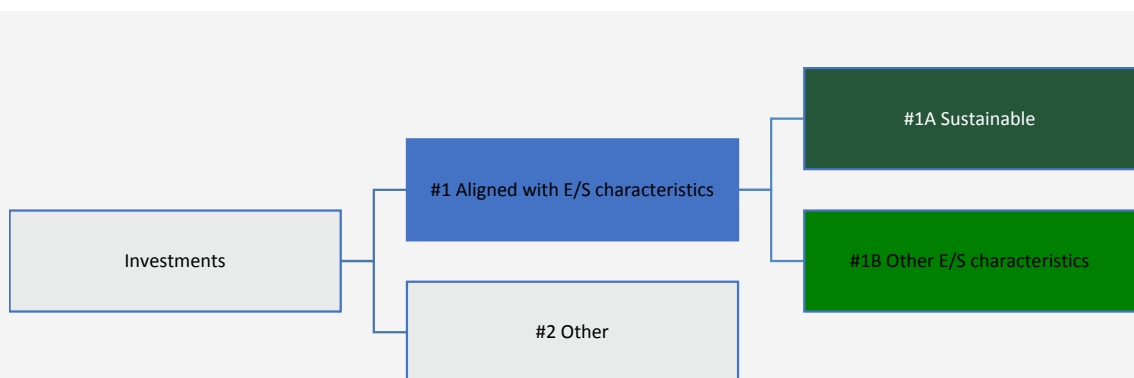 #1A Sustainable
#1 Aligned with E/S characteristics
Investments
#1B Other E/S characteristics
#2 Other